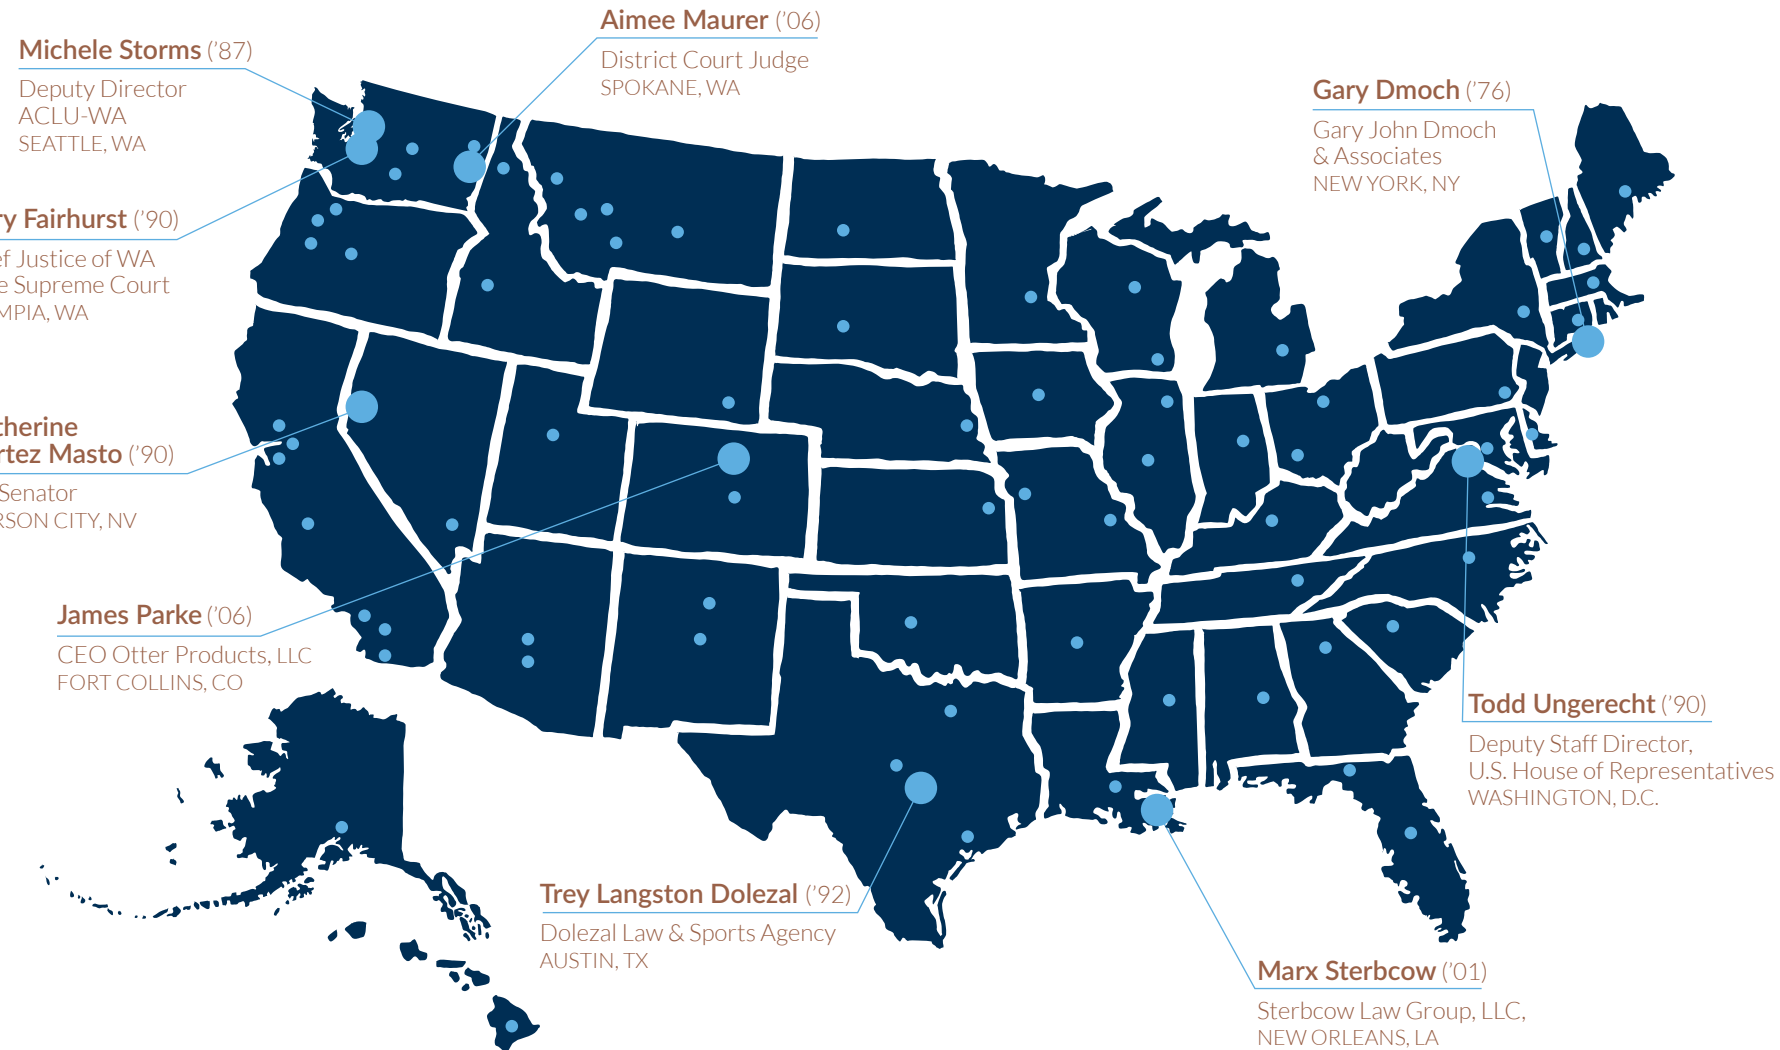 Aimee Maurer ('06)
District Court Judge
SPOKANE, WA
Michele Storms ('87)
Deputy Director
ACLU-WA
SEATTLE, WA
Gary Dmoch ('76)
Gary John Dmoch
& Associates
NEW YORK, NY
ry Fairhurst ('90)
ef Justice of WA
e Supreme Court
MPIA, WA
therine
rtez Masto ('90)
Senator
RSON CITY, NV
James Parke ('06)
CEO Otter Products, LLC
FORT COLLINS, CO
Todd Ungerecht ('90)
Deputy Staff Director,
U.S. House of Representatives
WASHINGTON, D.C.
Trey Langston Dolezal ('92)
Dolezal Law & Sports Agency
AUSTIN, TX
Marx Sterbcow ('01)
Sterbcow Law Group, LLC,
NEW ORLEANS, LA